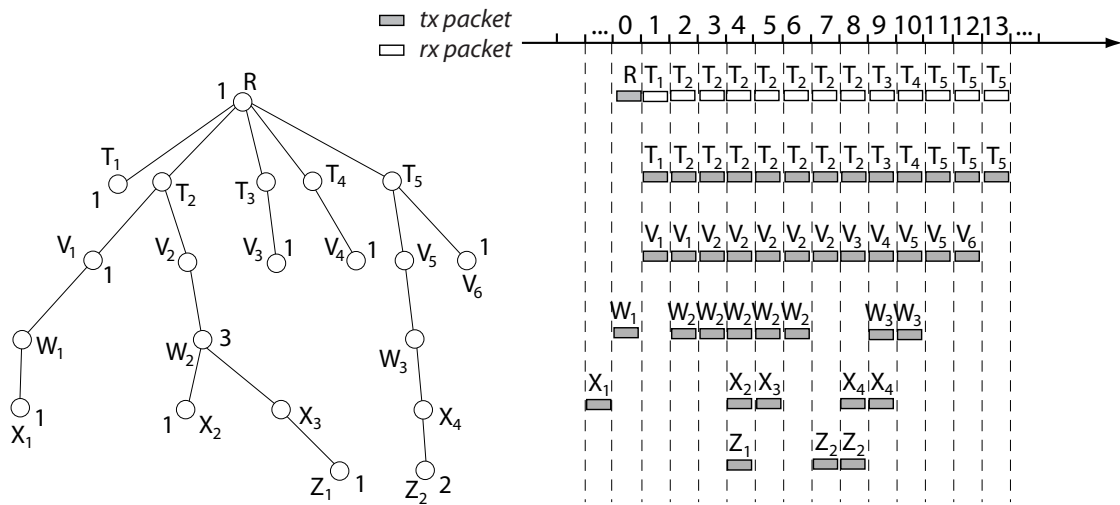 tx packet
rx packet
... 0 1 2 3 4 5 6 7 8 9 10 11 12 13 ...
R T1 T2 T2 T2 T2 T2 T2 T2 T3 T4 T5 T5 T5
T1 T2 T2 T2 T2 T2 T2 T2 T3 T4 T5 T5 T5
V1 V1 V2 V2 V2 V2 V2 V3 V4 V5 V5 V6
W1 W2 W2 W2 W2 W2 W3 W3
X1 X2 X3 X4 X4
Z1 Z2 Z2
1 R
T1 1 T2 T3 T4 T5
V1 1 V2 V3 1 V4 1 V5 1 V6
W1 W2 3 W3
X1 1 1 X2 X3 X4
Z1 1 Z2 2